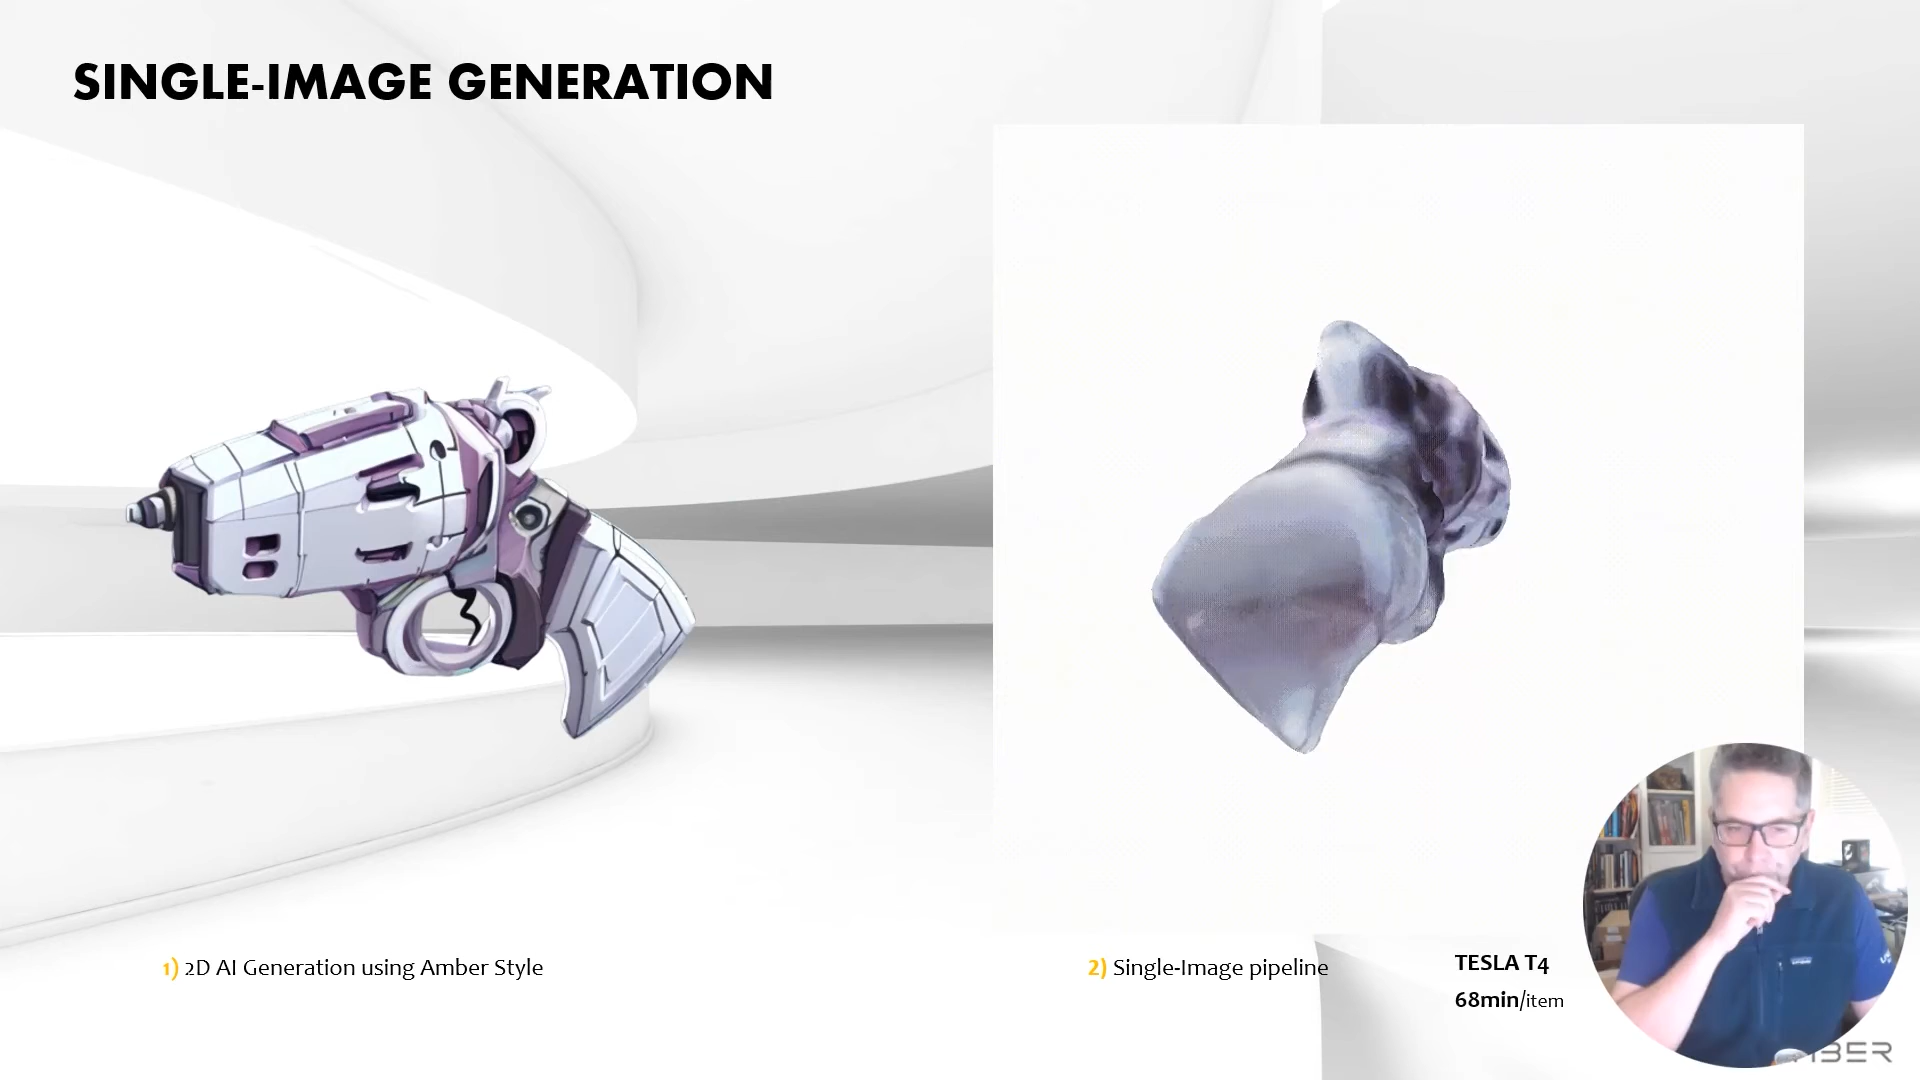 SINGLE-IMAGE GENERATION
1) 2D AI Generation using Amber Style
2) Single-Image pipeline
TESLA T4
68min/item